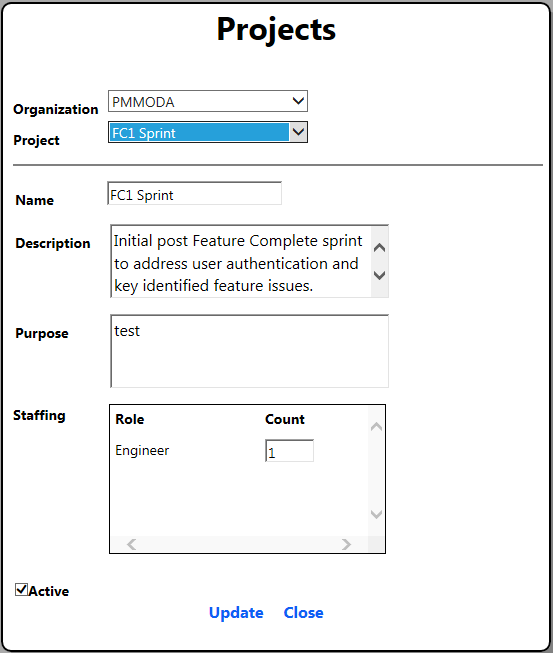 Projects
Organization PMMODA
Project FC1 Sprint
Name FC1 Sprint
Description Initial post Feature Complete sprint
to address user authentication and
key identified feature issues.
Purpose test
Staffing Role Count
Engineer 1
Active
Update Close